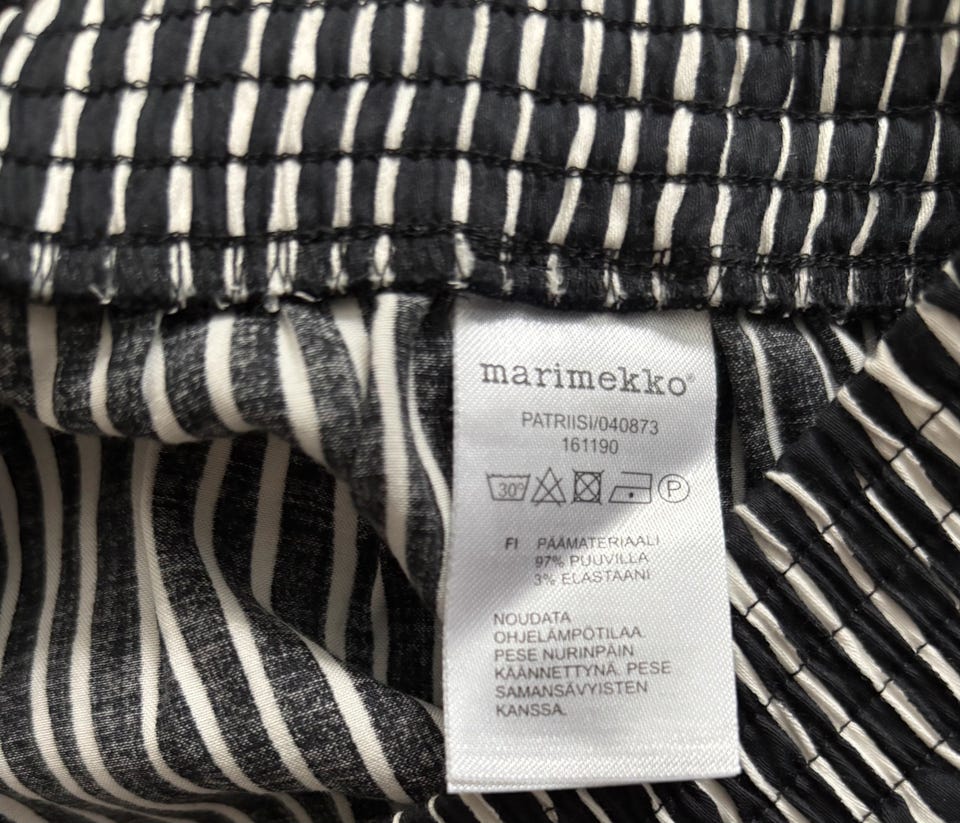 marimekko®
PATRIISI/040873
161190
30° P
FI PÄÄMATERIAALI
97% PUUVILLA
3% ELASTAANI
NOUDATA
OHJELÄMPÖTILAA.
PESE NURINPÄIN
KÄÄNNETTYNÄ. PESE
SAMANSÄVYISTEN
KANSSA.